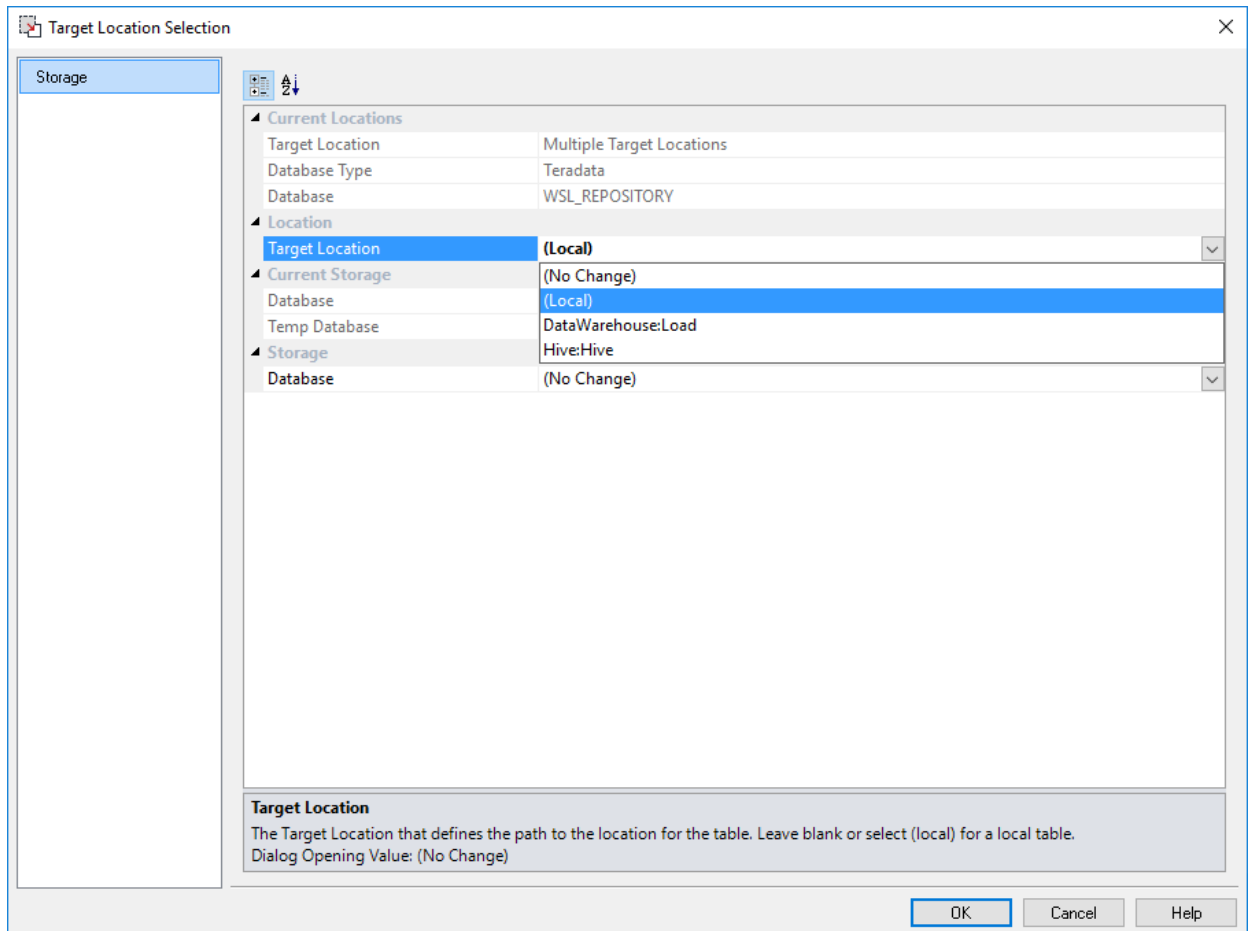 Target Location Selection
Storage
Current Locations
Target Location Multiple Target Locations
Database Type Teradata
Database WSL_REPOSITORY
Location
Target Location (Local)
Current Storage (No Change)
Database (Local)
Temp Database DataWarehouse:Load
Storage Hive:Hive
Database (No Change)
Target Location
The Target Location that defines the path to the location for the table. Leave blank or select (local) for a local table.
Dialog Opening Value: (No Change)
OK Cancel Help